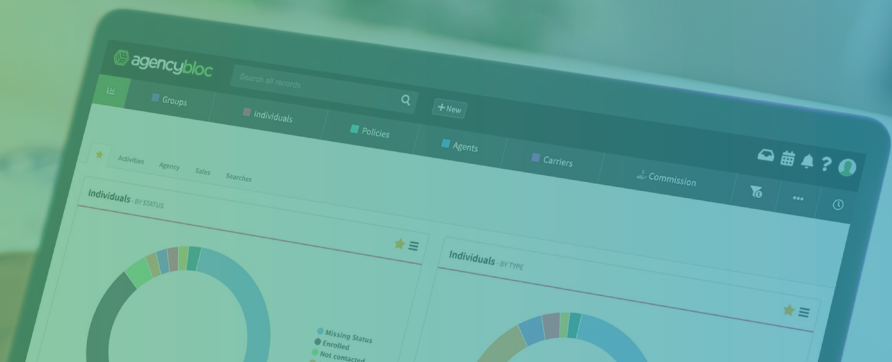 agencybloc
Search all records
+ New
Groups
Individuals
Policies
Agents
Carriers
Commission
Activities
Agency
Sales
Searches
Individuals - BY STATUS
Missing Status
Enrolled
Not contacted
Individuals - BY TYPE